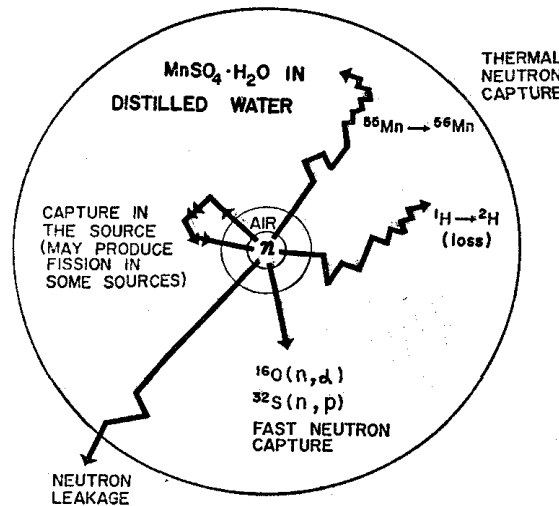 MnSO₄·H₂O IN
DISTILLED WATER
THERMAL
NEUTRON
CAPTURE
⁵⁵Mn → ⁵⁶Mn
CAPTURE IN
THE SOURCE
(MAY PRODUCE
FISSION IN
SOME SOURCES)
AIR
n
¹H → ²H
(loss)
¹⁶O(n,α)
³²S(n,p)
FAST NEUTRON
CAPTURE
NEUTRON
LEAKAGE